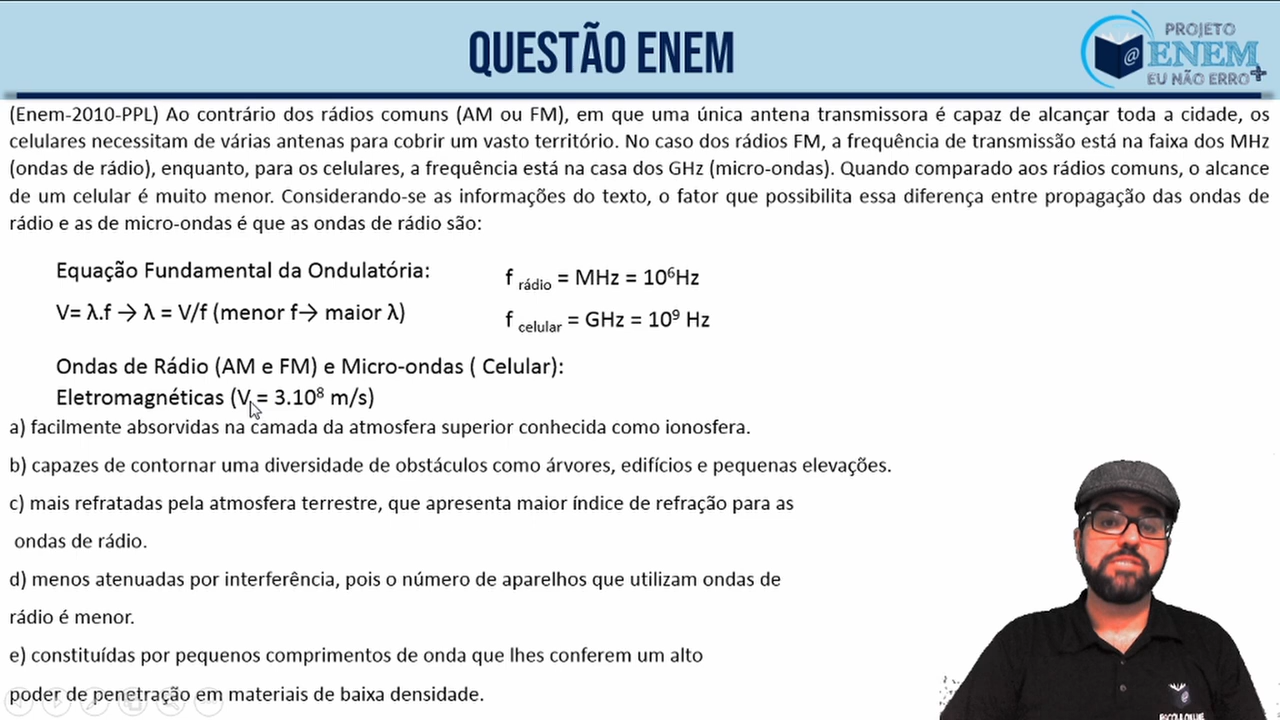 QUESTÃO ENEM
PROJETO
@ENEM
EU NÃO ERRO+
(Enem-2010-PPL) Ao contrário dos rádios comuns (AM ou FM), em que uma única antena transmissora é capaz de alcançar toda a cidade, os
celulares necessitam de várias antenas para cobrir um vasto território. No caso dos rádios FM, a frequência de transmissão está na faixa dos MHz
(ondas de rádio), enquanto, para os celulares, a frequência está na casa dos GHz (micro-ondas). Quando comparado aos rádios comuns, o alcance
de um celular é muito menor. Considerando-se as informações do texto, o fator que possibilita essa diferença entre propagação das ondas de
rádio e as de micro-ondas é que as ondas de rádio são:
Equação Fundamental da Ondulatória:
V= λ.f → λ = V/f (menor f→ maior λ)
f rádio = MHz = 10⁶Hz
f celular = GHz = 10⁹ Hz
Ondas de Rádio (AM e FM) e Micro-ondas ( Celular):
Eletromagnéticas (V = 3.10⁸ m/s)
a) facilmente absorvidas na camada da atmosfera superior conhecida como ionosfera.
b) capazes de contornar uma diversidade de obstáculos como árvores, edifícios e pequenas elevações.
c) mais refratadas pela atmosfera terrestre, que apresenta maior índice de refração para as
ondas de rádio.
d) menos atenuadas por interferência, pois o número de aparelhos que utilizam ondas de
rádio é menor.
e) constituídas por pequenos comprimentos de onda que lhes conferem um alto
poder de penetração em materiais de baixa densidade.